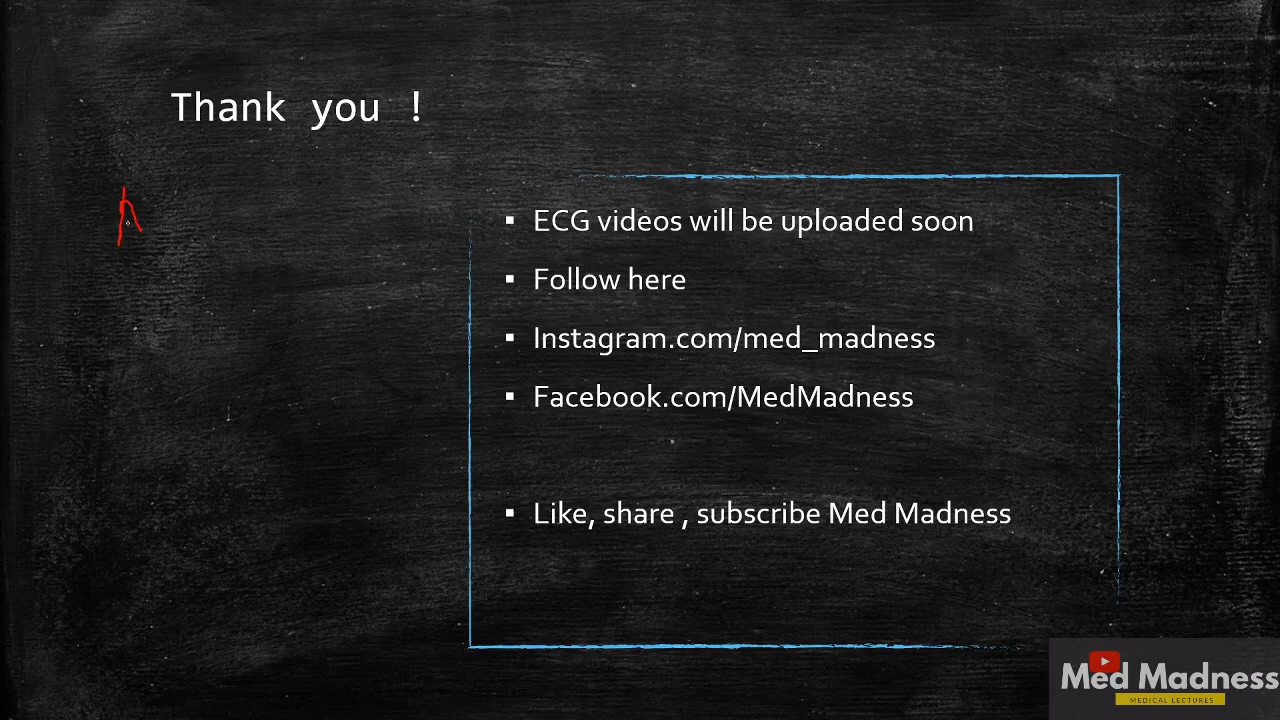 Thank you !
▪ ECG videos will be uploaded soon
▪ Follow here
▪ Instagram.com/med_madness
▪ Facebook.com/MedMadness
▪ Like, share , subscribe Med Madness
Med Madness
MEDICAL LECTURES